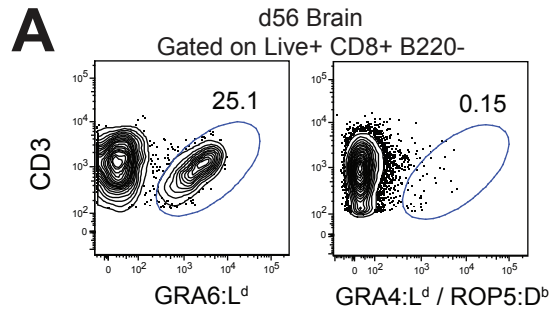 A
d56 Brain
Gated on Live+ CD8+ B220-
25.1
0.15
CD3
10⁵
10⁴
10³
10²
0
10⁵
10⁴
10³
10²
0
0 10² 10³ 10⁴ 10⁵
0 10² 10³ 10⁴ 10⁵
GRA6:Lᵈ
GRA4:Lᵈ / ROP5:Dᵇ